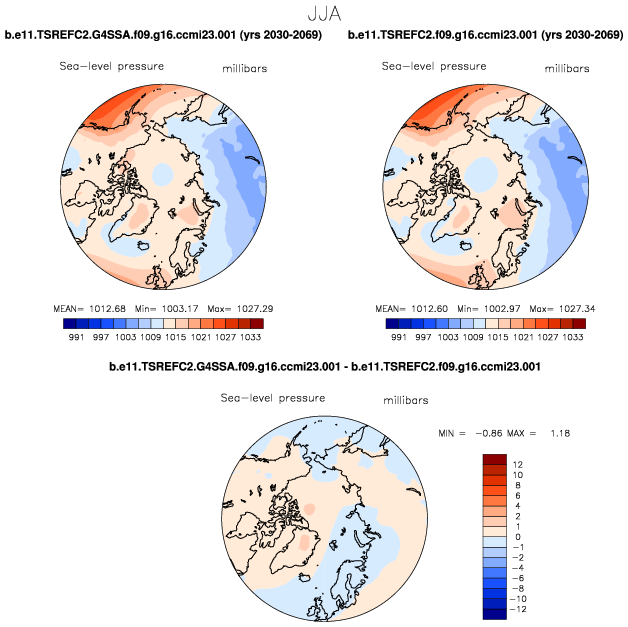 JJA
b.e11.TSREFC2.G4SSA.f09.g16.ccmi23.001 (yrs 2030-2069)
b.e11.TSREFC2.f09.g16.ccmi23.001 (yrs 2030-2069)
Sea-level pressure millibars
Sea-level pressure millibars
MEAN= 1012.68 Min= 1003.17 Max= 1027.29
991 997 1003 1009 1015 1021 1027 1033
MEAN= 1012.60 Min= 1002.97 Max= 1027.34
991 997 1003 1009 1015 1021 1027 1033
b.e11.TSREFC2.G4SSA.f09.g16.ccmi23.001 - b.e11.TSREFC2.f09.g16.ccmi23.001
Sea-level pressure millibars
MIN = -0.86 MAX = 1.18
12
10
8
6
4
2
1
0
-1
-2
-4
-6
-8
-10
-12